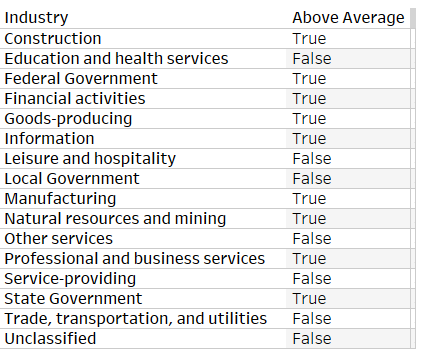 Industry Above Average
Construction True
Education and health services False
Federal Government True
Financial activities True
Goods-producing True
Information True
Leisure and hospitality False
Local Government False
Manufacturing True
Natural resources and mining True
Other services False
Professional and business services True
Service-providing False
State Government True
Trade, transportation, and utilities False
Unclassified False